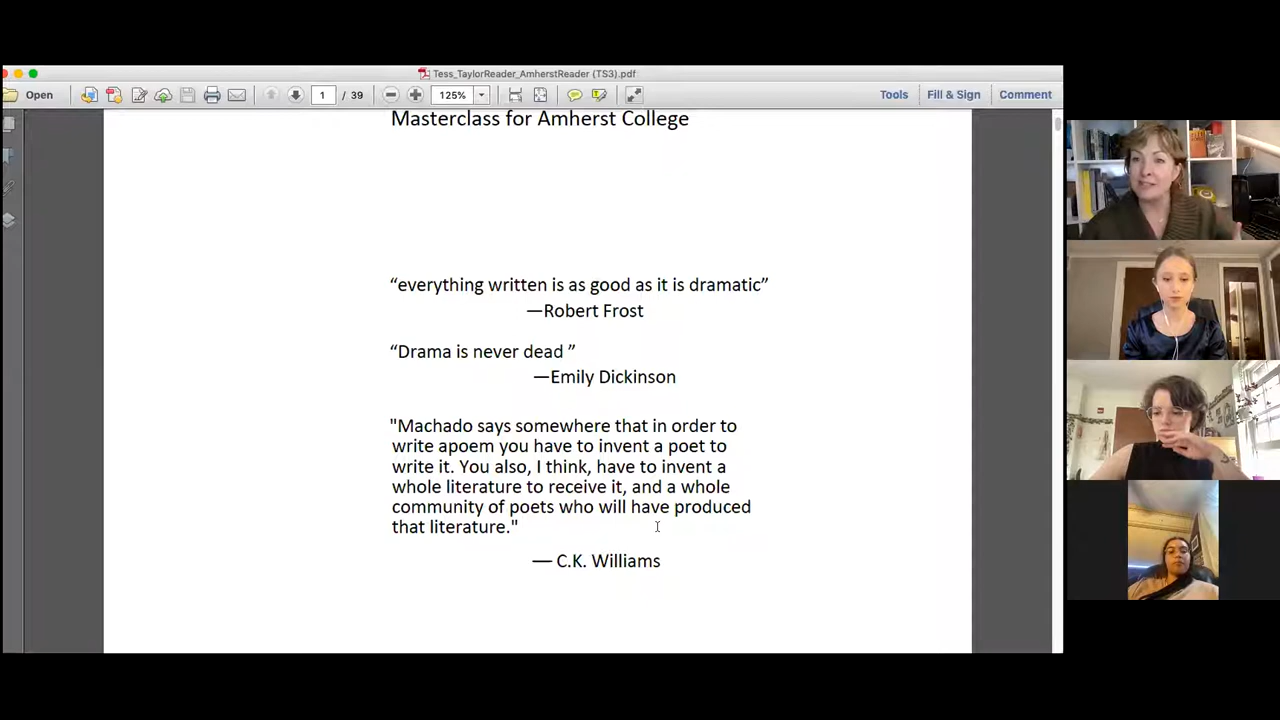 Tess_TaylorReader_AmherstReader (TS3).pdf
Open
1
/ 39
125%
Tools
Fill & Sign
Comment
Masterclass for Amherst College
“everything written is as good as it is dramatic”
—Robert Frost
“Drama is never dead ”
—Emily Dickinson
"Machado says somewhere that in order to
write apoem you have to invent a poet to
write it. You also, I think, have to invent a
whole literature to receive it, and a whole
community of poets who will have produced
that literature."
— C.K. Williams